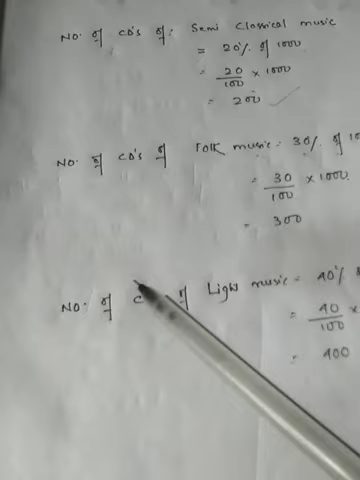 No. of CD's of: Semi Classical music
= 20% of 1000
= 20/100 × 1000
= 200
No. of CD's of Folk music = 30% of 10
= 30/100 × 1000
= 300
No. of C of Light music = 40%
= 40/100 ×
= 400